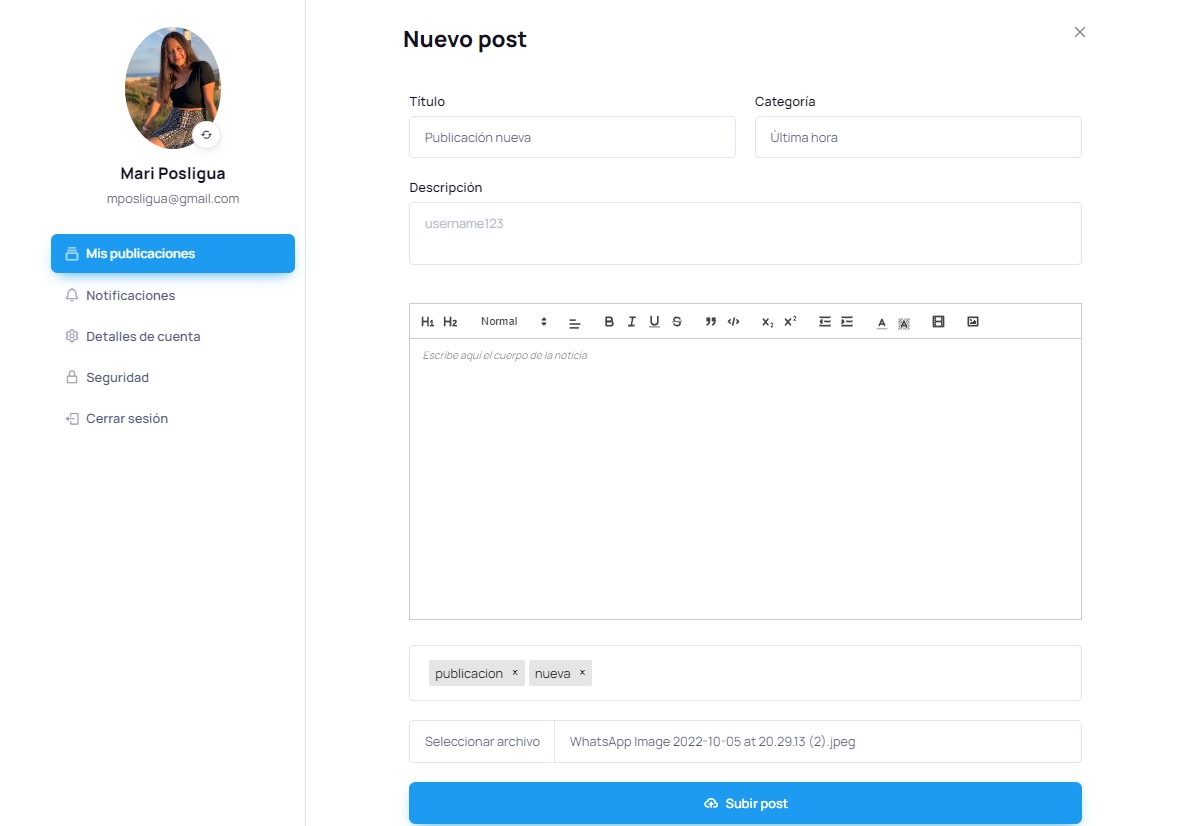 Mari Posligua
mposligua@gmail.com
Mis publicaciones
Notificaciones
Detalles de cuenta
Seguridad
Cerrar sesión
Nuevo post
Título
Categoría
Publicación nueva
Última hora
Descripción
username123
H1 H2 Normal B I U S x2 x2 A A
Escribe aquí el cuerpo de la noticia
publicacion × nueva ×
Seleccionar archivo WhatsApp Image 2022-10-05 at 20.29.13 (2).jpeg
Subir post